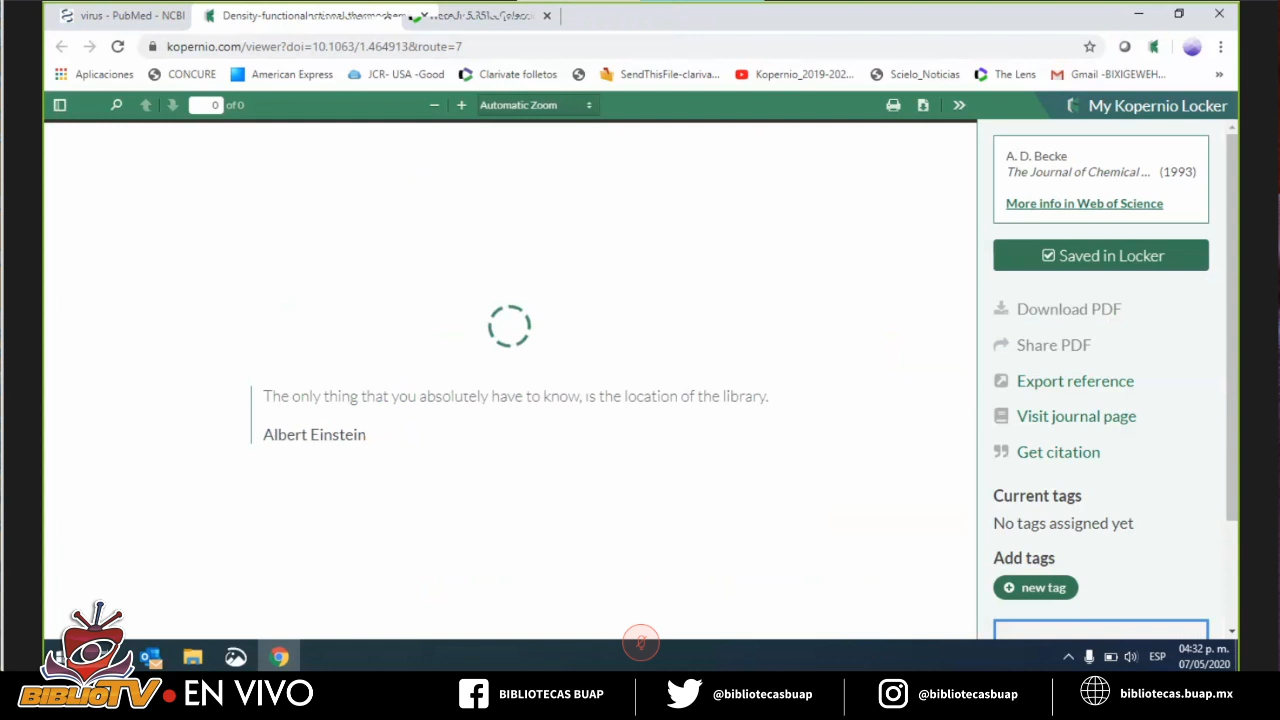 virus - PubMed - NCBI
Density-functional
kopernio.com/viewer?doi=10.1063/1.464913&route=7
Aplicaciones
CONCURE
American Express
JCR- USA -Good
Clarivate folletos
SendThisFile-clariva...
Kopernio_2019-202...
Scielo_Noticias
The Lens
Gmail -BIXIGEWEH...
»
0 of 0
Automatic Zoom
My Kopernio Locker
A. D. Becke
The Journal of Chemical ... (1993)
More info in Web of Science
Saved in Locker
Download PDF
Share PDF
Export reference
Visit journal page
Get citation
The only thing that you absolutely have to know, is the location of the library.
Albert Einstein
Current tags
No tags assigned yet
Add tags
new tag
ESP
04:32 p. m.
07/05/2020
BIBLIOTV
EN VIVO
BIBLIOTECAS BUAP
@bibliotecasbuap
@bibliotecasbuap
bibliotecas.buap.mx